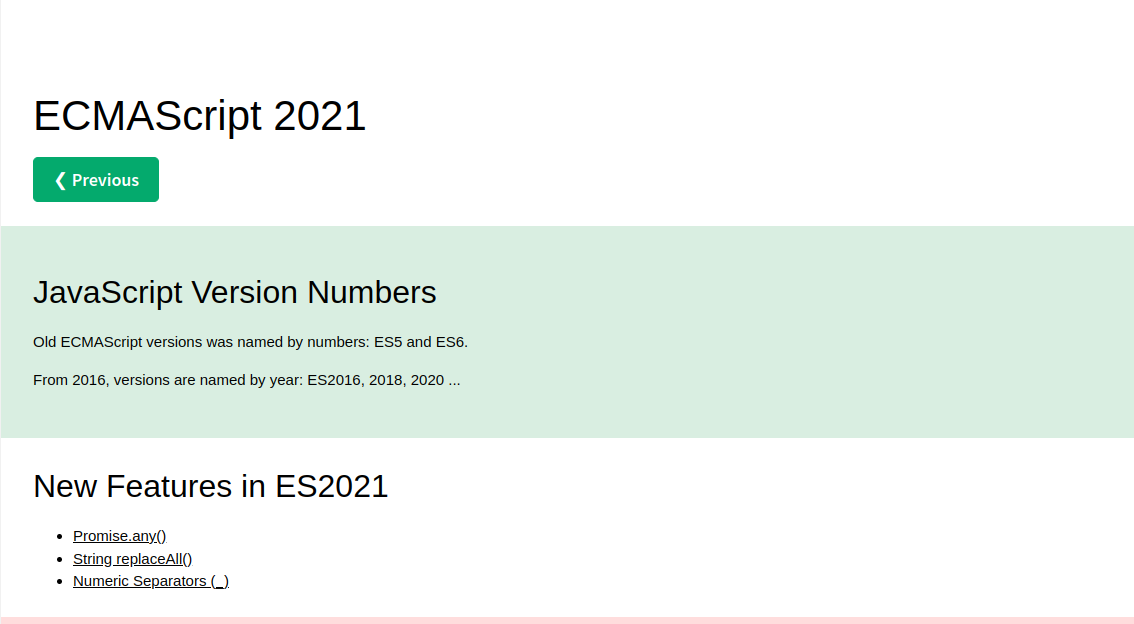 ECMAScript 2021
❮ Previous
JavaScript Version Numbers
Old ECMAScript versions was named by numbers: ES5 and ES6.
From 2016, versions are named by year: ES2016, 2018, 2020 ...
New Features in ES2021
• Promise.any()
• String replaceAll()
• Numeric Separators (_)